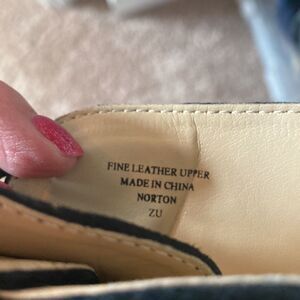 FINE LEATHER UPPER
MADE IN CHINA
NORTON
ZU